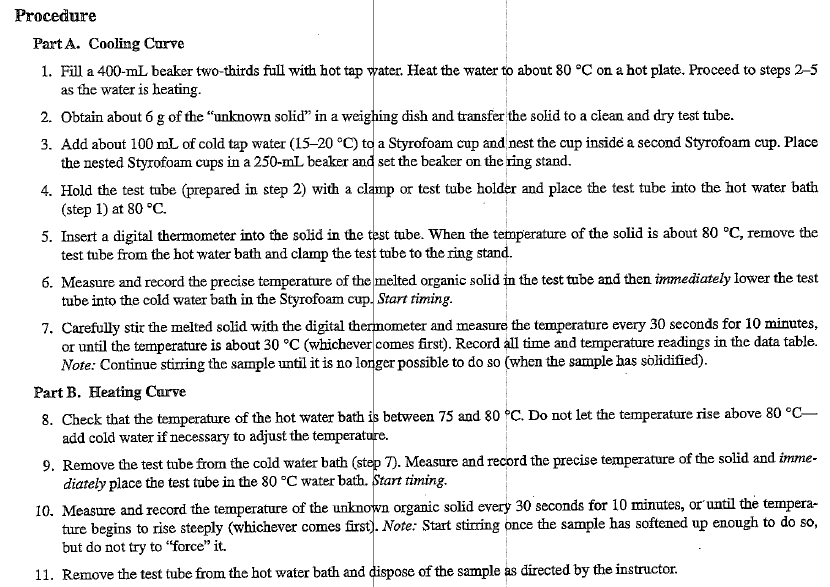 Procedure
Part A. Cooling Curve
1. Fill a 400-mL beaker two-thirds full with hot tap water. Heat the water to about 80 °C on a hot plate. Proceed to steps 2–5
as the water is heating.
2. Obtain about 6 g of the “unknown solid” in a weighing dish and transfer the solid to a clean and dry test tube.
3. Add about 100 mL of cold tap water (15–20 °C) to a Styrofoam cup and nest the cup inside a second Styrofoam cup. Place
the nested Styrofoam cups in a 250-mL beaker and set the beaker on the ring stand.
4. Hold the test tube (prepared in step 2) with a clamp or test tube holder and place the test tube into the hot water bath
(step 1) at 80 °C.
5. Insert a digital thermometer into the solid in the test tube. When the temperature of the solid is about 80 °C, remove the
test tube from the hot water bath and clamp the test tube to the ring stand.
6. Measure and record the precise temperature of the melted organic solid in the test tube and then immediately lower the test
tube into the cold water bath in the Styrofoam cup. Start timing.
7. Carefully stir the melted solid with the digital thermometer and measure the temperature every 30 seconds for 10 minutes,
or until the temperature is about 30 °C (whichever comes first). Record all time and temperature readings in the data table.
Note: Continue stirring the sample until it is no longer possible to do so (when the sample has solidified).
Part B. Heating Curve
8. Check that the temperature of the hot water bath is between 75 and 80 °C. Do not let the temperature rise above 80 °C—
add cold water if necessary to adjust the temperature.
9. Remove the test tube from the cold water bath (step 7). Measure and record the precise temperature of the solid and imme-
diately place the test tube in the 80 °C water bath. Start timing.
10. Measure and record the temperature of the unknown organic solid every 30 seconds for 10 minutes, or until the tempera-
ture begins to rise steeply (whichever comes first). Note: Start stirring once the sample has softened up enough to do so,
but do not try to “force” it.
11. Remove the test tube from the hot water bath and dispose of the sample as directed by the instructor.